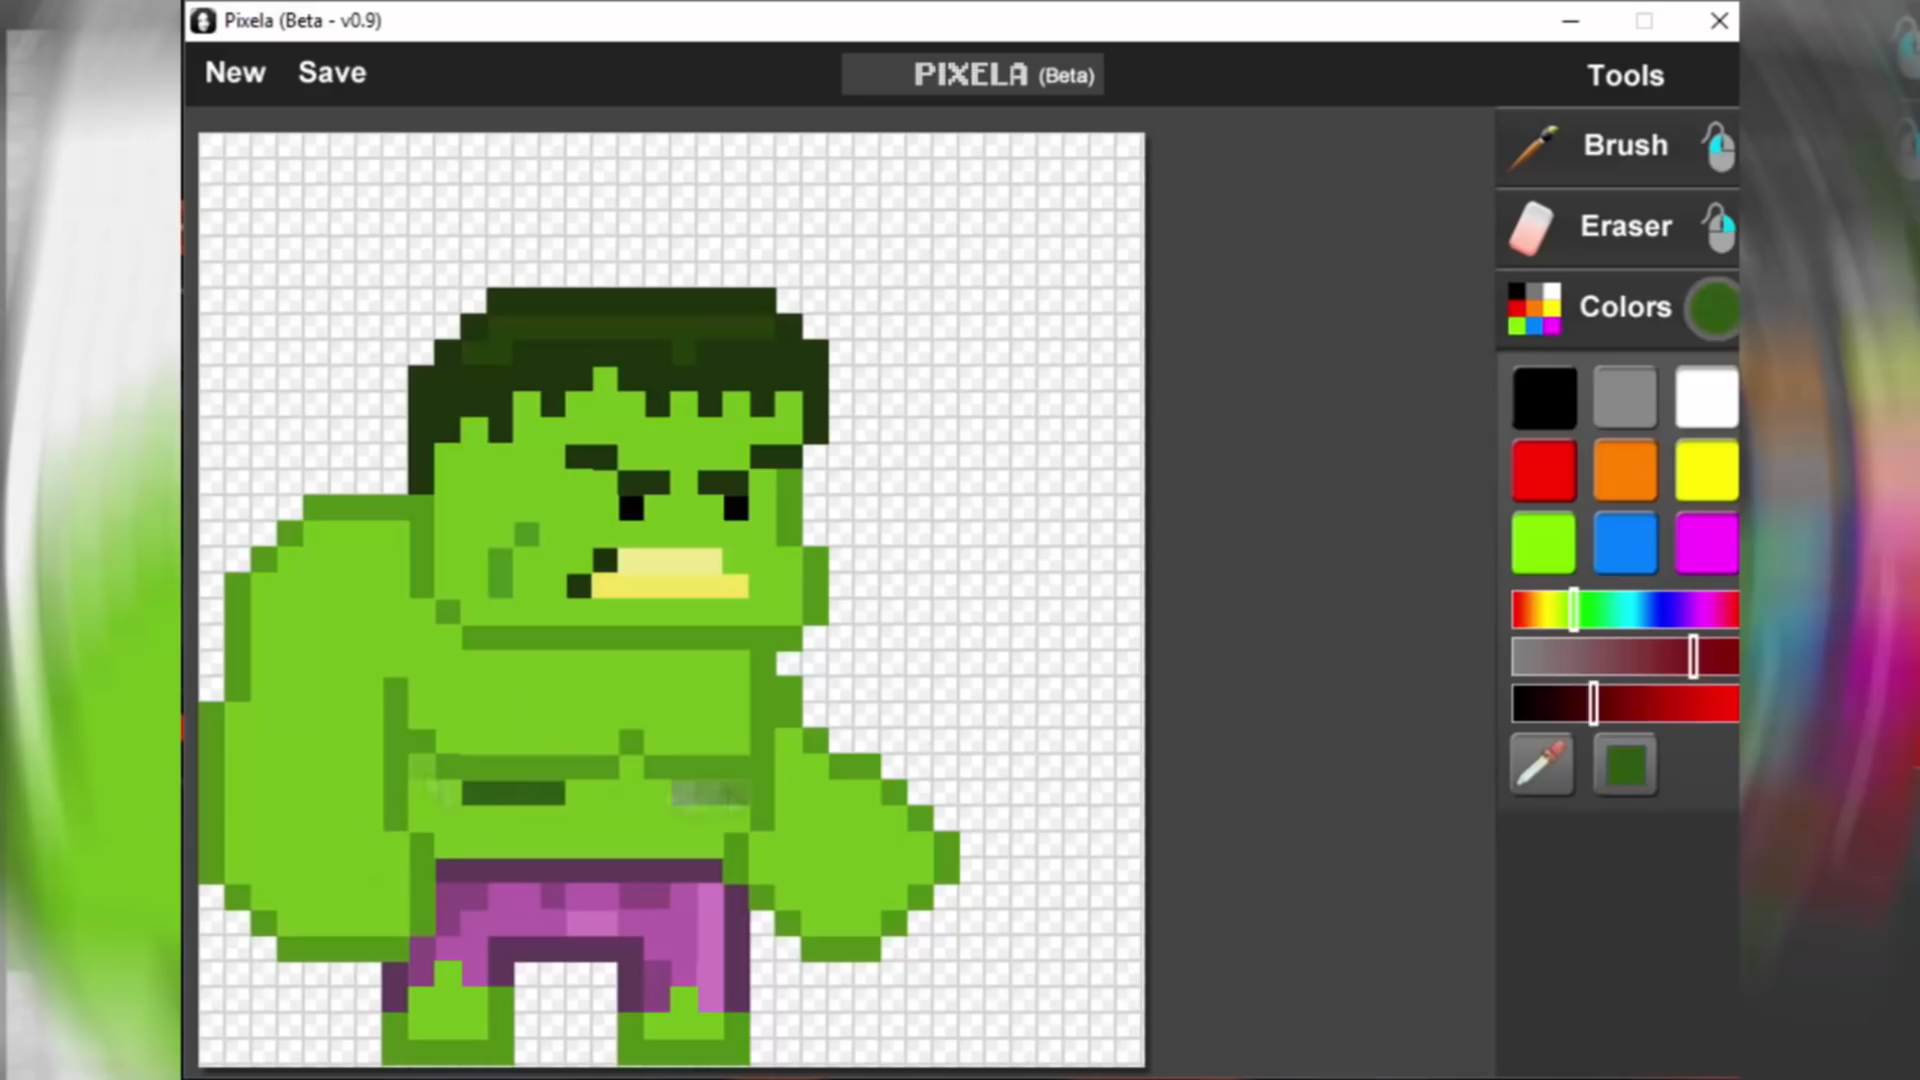 Pixela (Beta - v0.9)
New
Save
PIXELA (Beta)
Tools
Brush
Eraser
Colors